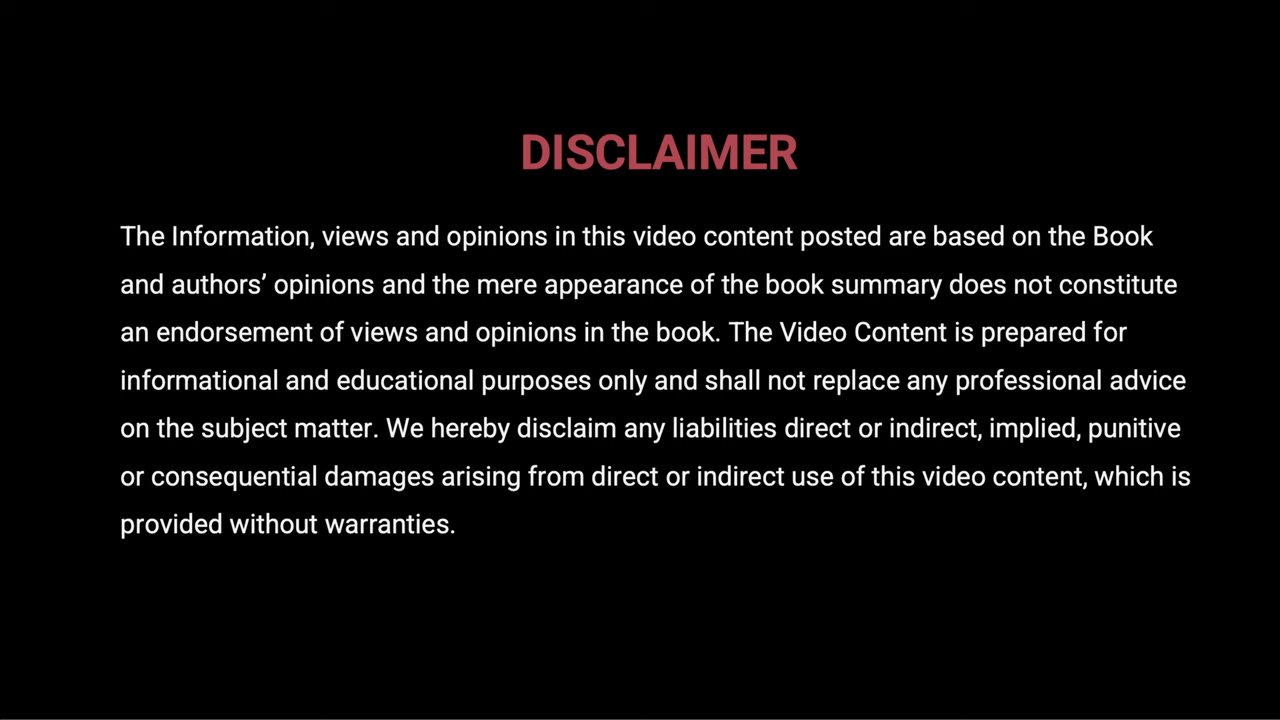 DISCLAIMER
The Information, views and opinions in this video content posted are based on the Book
and authors’ opinions and the mere appearance of the book summary does not constitute
an endorsement of views and opinions in the book. The Video Content is prepared for
informational and educational purposes only and shall not replace any professional advice
on the subject matter. We hereby disclaim any liabilities direct or indirect, implied, punitive
or consequential damages arising from direct or indirect use of this video content, which is
provided without warranties.